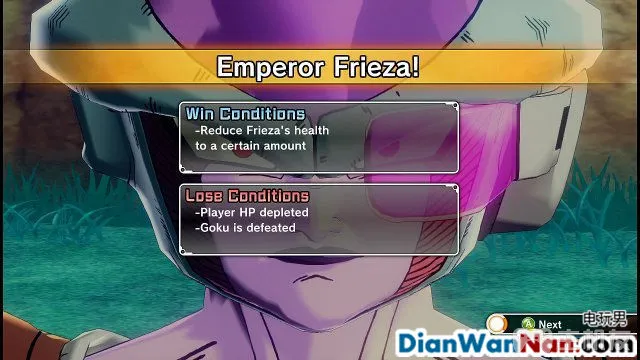 Emperor Frieza!
Win Conditions
-Reduce Frieza's health
to a certain amount
Lose Conditions
-Player HP depleted
-Goku is defeated
A Next
电玩男
DianWanNan.com